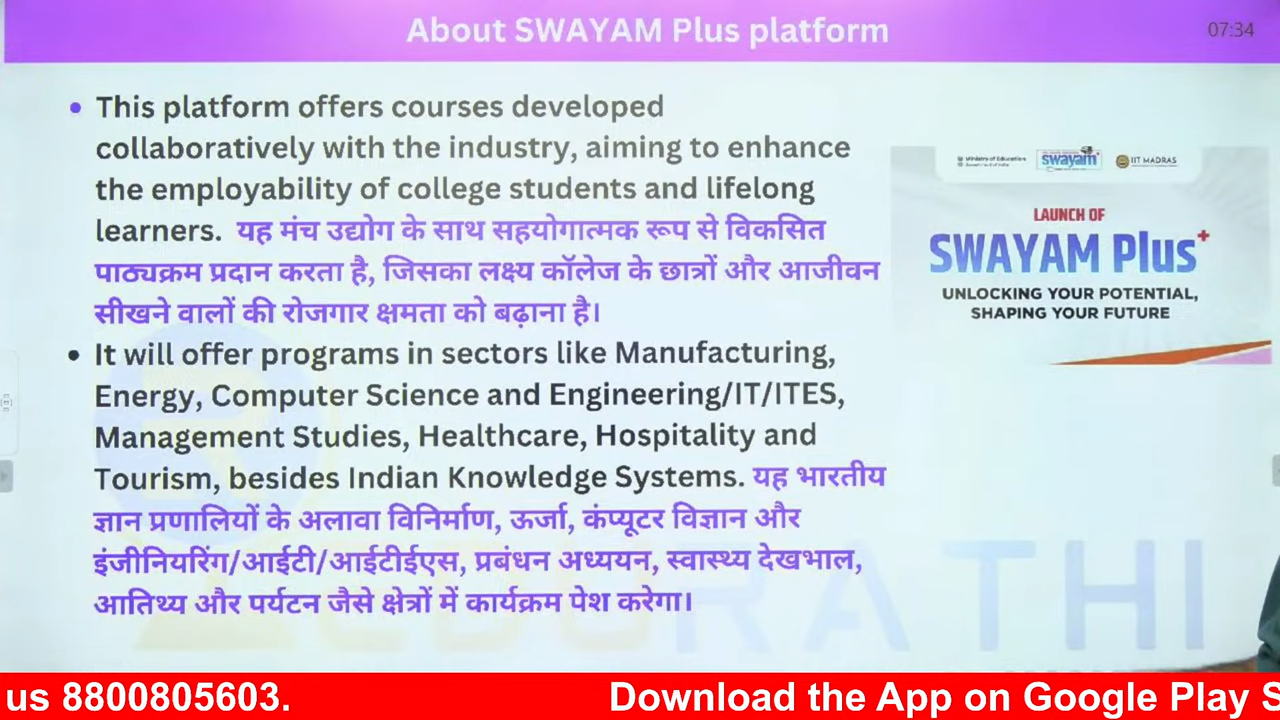 About SWAYAM Plus platform
07:34
• This platform offers courses developed
collaboratively with the industry, aiming to enhance
the employability of college students and lifelong
learners. यह मंच उद्योग के साथ सहयोगात्मक रूप से विकसित
पाठ्यक्रम प्रदान करता है, जिसका लक्ष्य कॉलेज के छात्रों और आजीवन
सीखने वालों की रोजगार क्षमता को बढ़ाना है।
• It will offer programs in sectors like Manufacturing,
Energy, Computer Science and Engineering/IT/ITES,
Management Studies, Healthcare, Hospitality and
Tourism, besides Indian Knowledge Systems. यह भारतीय
ज्ञान प्रणालियों के अलावा विनिर्माण, ऊर्जा, कंप्यूटर विज्ञान और
इंजीनियरिंग/आईटी/आईटीईएस, प्रबंधन अध्ययन, स्वास्थ्य देखभाल,
आतिथ्य और पर्यटन जैसे क्षेत्रों में कार्यक्रम पेश करेगा।
Ministry of Education
swayam
IIT MADRAS
LAUNCH OF
SWAYAM Plus+
UNLOCKING YOUR POTENTIAL,
SHAPING YOUR FUTURE
EDURATHI
us 8800805603. Download the App on Google Play S